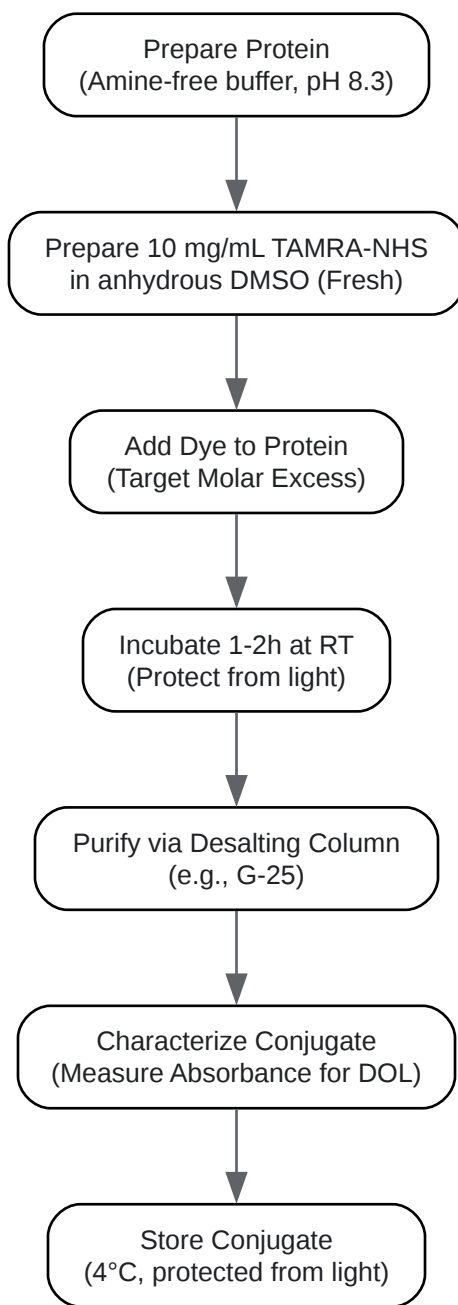 Prepare Protein
(Amine-free buffer, pH 8.3)
Prepare 10 mg/mL TAMRA-NHS
in anhydrous DMSO (Fresh)
Add Dye to Protein
(Target Molar Excess)
Incubate 1-2h at RT
(Protect from light)
Purify via Desalting Column
(e.g., G-25)
Characterize Conjugate
(Measure Absorbance for DOL)
Store Conjugate
(4°C, protected from light)